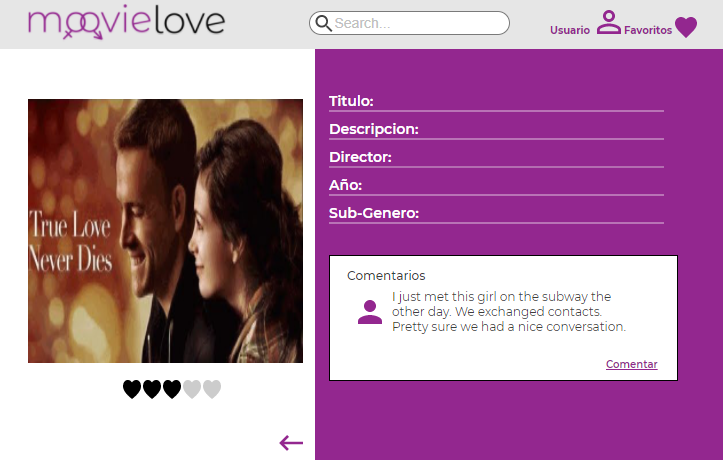 moovielove
Search...
Usuario
Favoritos
True Love
Never Dies
Titulo:
Descripcion:
Director:
Año:
Sub-Genero:
Comentarios
I just met this girl on the subway the
other day. We exchanged contacts.
Pretty sure we had a nice conversation.
Comentar